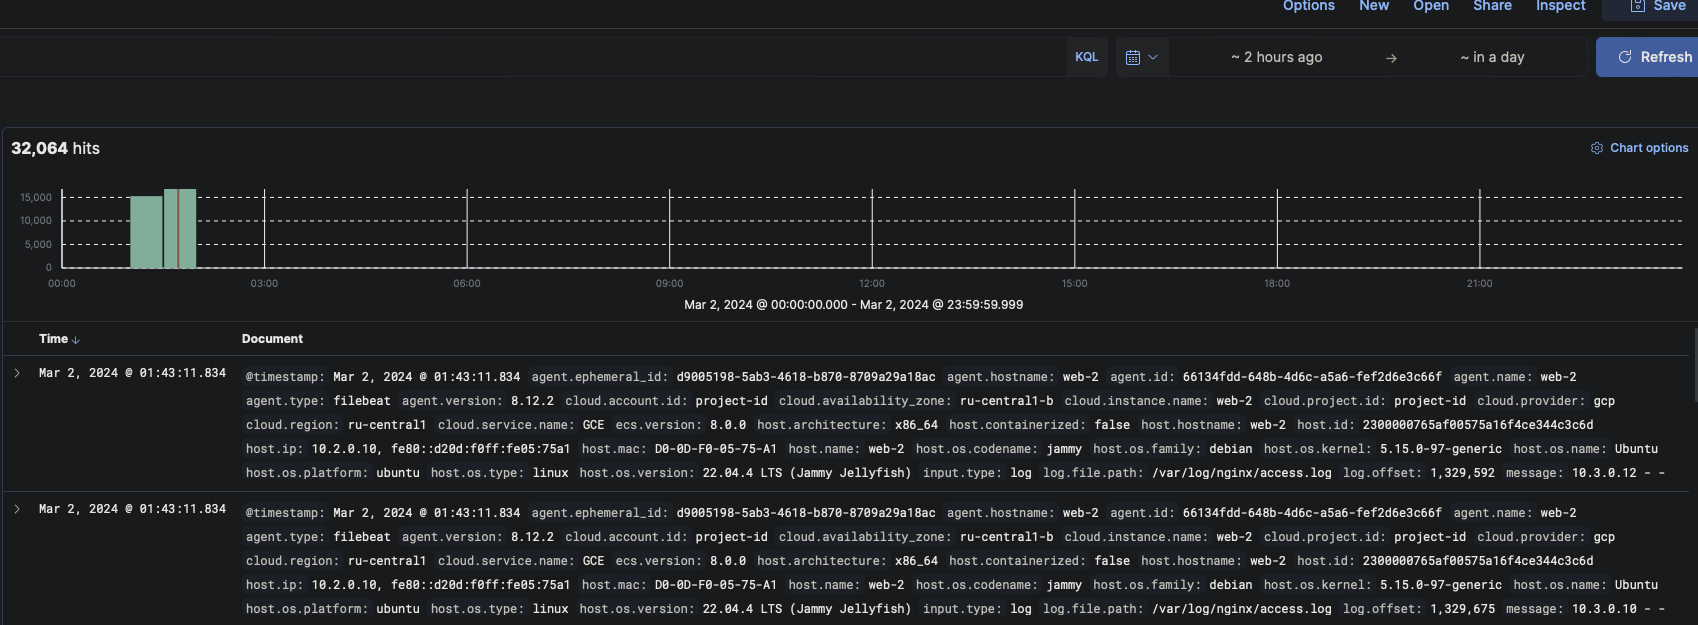 Options New Open Share Inspect Save
KQL ~ 2 hours ago → ~ in a day Refresh
32,064 hits Chart options
15,000
10,000
5,000
0
00:00 03:00 06:00 09:00 12:00 15:00 18:00 21:00
Mar 2, 2024 @ 00:00:00.000 - Mar 2, 2024 @ 23:59:59.999
Time ↓ Document
Mar 2, 2024 @ 01:43:11.834 @timestamp: Mar 2, 2024 @ 01:43:11.834 agent.ephemeral_id: d9005198-5ab3-4618-b870-8709a29a18ac agent.hostname: web-2 agent.id: 66134fdd-648b-4d6c-a5a6-fef2d6e3c66f agent.name: web-2
agent.type: filebeat agent.version: 8.12.2 cloud.account.id: project-id cloud.availability_zone: ru-central1-b cloud.instance.name: web-2 cloud.project.id: project-id cloud.provider: gcp
cloud.region: ru-central1 cloud.service.name: GCE ecs.version: 8.0.0 host.architecture: x86_64 host.containerized: false host.hostname: web-2 host.id: 2300000765af00575a16f4ce344c3c6d
host.ip: 10.2.0.10, fe80::d20d:f0ff:fe05:75a1 host.mac: D0-0D-F0-05-75-A1 host.name: web-2 host.os.codename: jammy host.os.family: debian host.os.kernel: 5.15.0-97-generic host.os.name: Ubuntu
host.os.platform: ubuntu host.os.type: linux host.os.version: 22.04.4 LTS (Jammy Jellyfish) input.type: log log.file.path: /var/log/nginx/access.log log.offset: 1,329,592 message: 10.3.0.12 - -
Mar 2, 2024 @ 01:43:11.834 @timestamp: Mar 2, 2024 @ 01:43:11.834 agent.ephemeral_id: d9005198-5ab3-4618-b870-8709a29a18ac agent.hostname: web-2 agent.id: 66134fdd-648b-4d6c-a5a6-fef2d6e3c66f agent.name: web-2
agent.type: filebeat agent.version: 8.12.2 cloud.account.id: project-id cloud.availability_zone: ru-central1-b cloud.instance.name: web-2 cloud.project.id: project-id cloud.provider: gcp
cloud.region: ru-central1 cloud.service.name: GCE ecs.version: 8.0.0 host.architecture: x86_64 host.containerized: false host.hostname: web-2 host.id: 2300000765af00575a16f4ce344c3c6d
host.ip: 10.2.0.10, fe80::d20d:f0ff:fe05:75a1 host.mac: D0-0D-F0-05-75-A1 host.name: web-2 host.os.codename: jammy host.os.family: debian host.os.kernel: 5.15.0-97-generic host.os.name: Ubuntu
host.os.platform: ubuntu host.os.type: linux host.os.version: 22.04.4 LTS (Jammy Jellyfish) input.type: log log.file.path: /var/log/nginx/access.log log.offset: 1,329,675 message: 10.3.0.10 - -